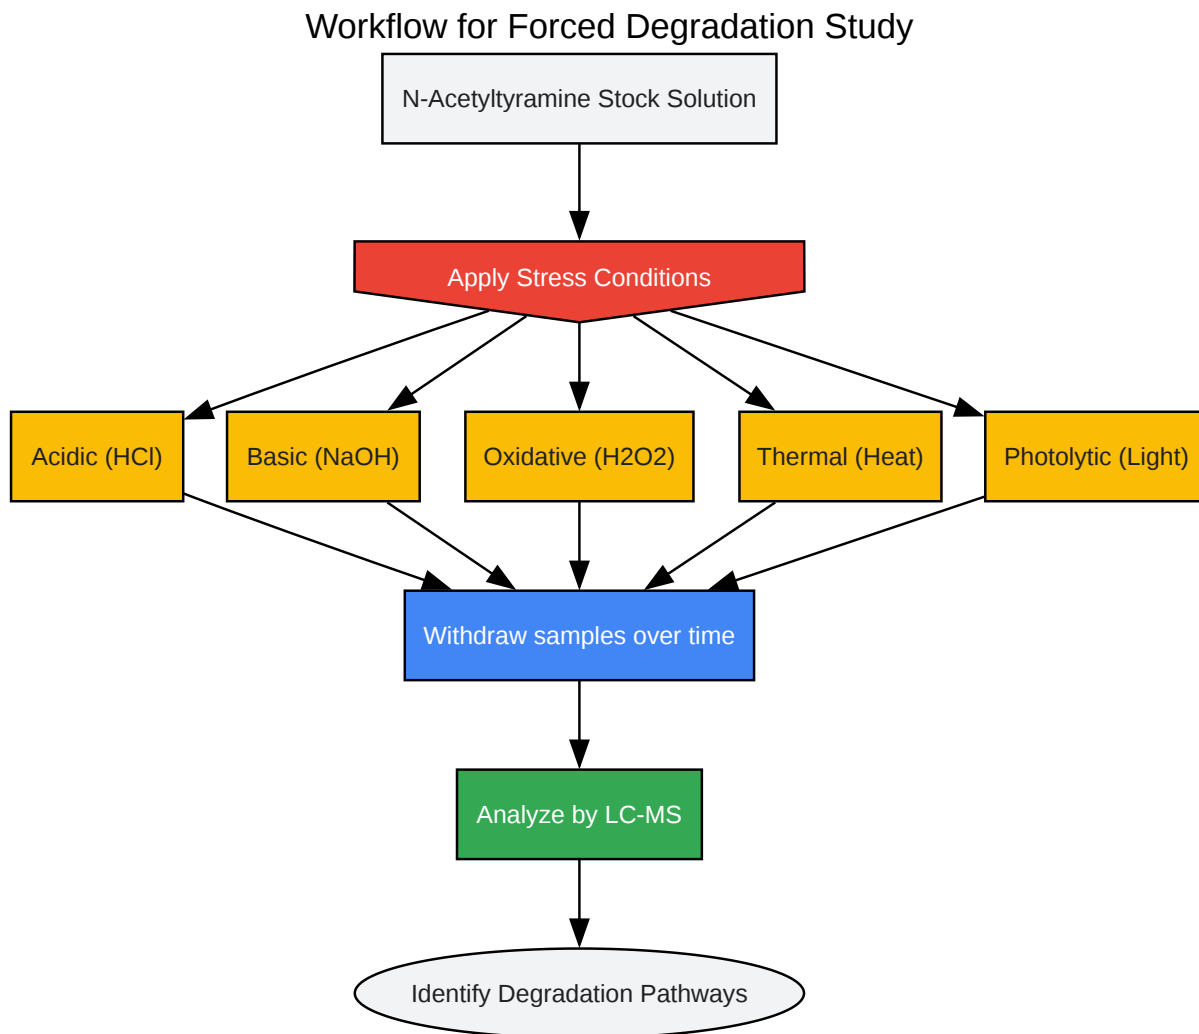 Workflow for Forced Degradation Study
N-Acetyltyramine Stock Solution
Apply Stress Conditions
Acidic (HCl)
Basic (NaOH)
Oxidative (H2O2)
Thermal (Heat)
Photolytic (Light)
Withdraw samples over time
Analyze by LC-MS
Identify Degradation Pathways